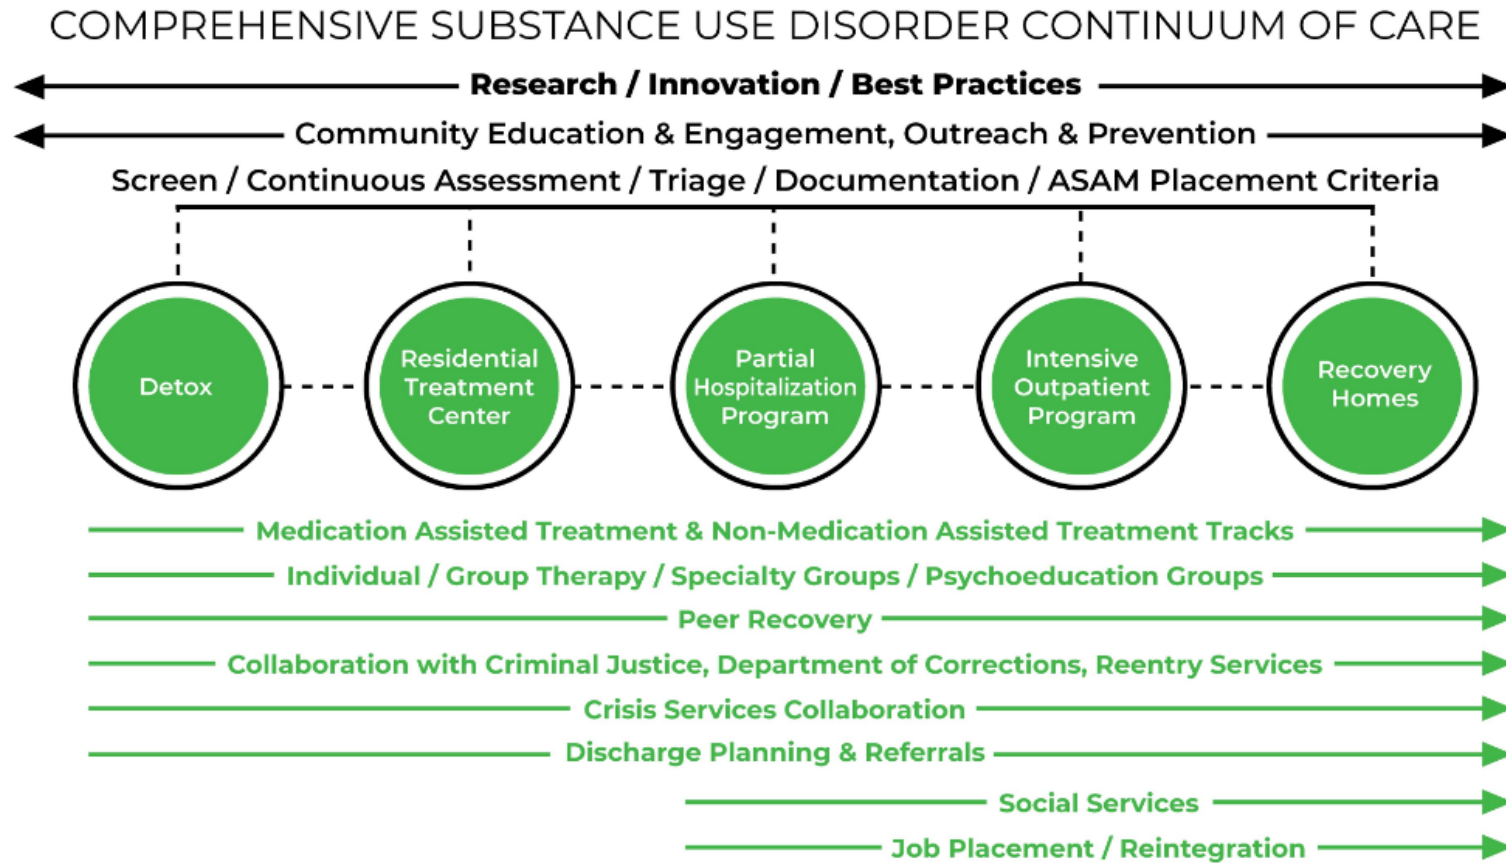 COMPREHENSIVE SUBSTANCE USE DISORDER CONTINUUM OF CARE
Research / Innovation / Best Practices
Community Education & Engagement, Outreach & Prevention
Screen / Continuous Assessment / Triage / Documentation / ASAM Placement Criteria
Detox
Residential
Treatment
Center
Partial
Hospitalization
Program
Intensive
Outpatient
Program
Recovery
Homes
Medication Assisted Treatment & Non-Medication Assisted Treatment Tracks
Individual / Group Therapy / Specialty Groups / Psychoeducation Groups
Peer Recovery
Collaboration with Criminal Justice, Department of Corrections, Reentry Services
Crisis Services Collaboration
Discharge Planning & Referrals
Social Services
Job Placement / Reintegration